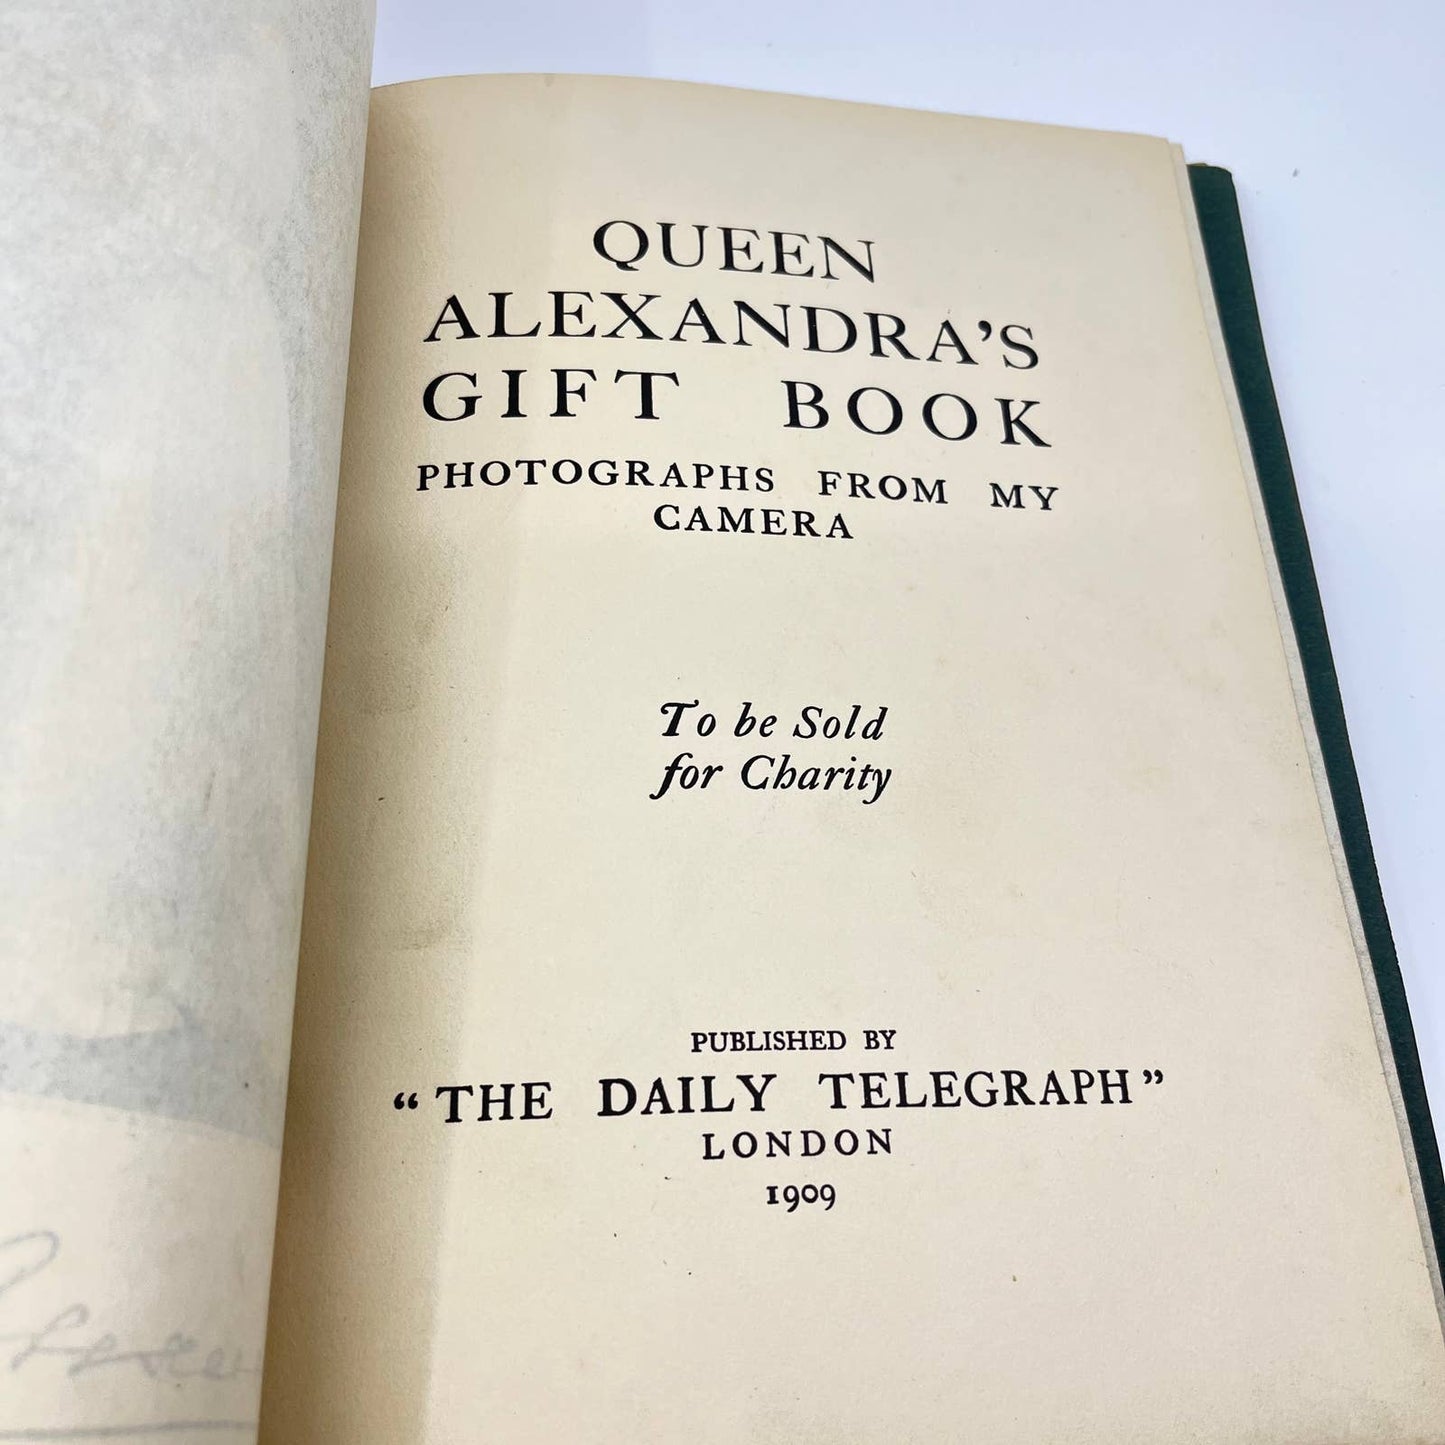 QUEEN
ALEXANDRA'S
GIFT BOOK
PHOTOGRAPHS FROM MY
CAMERA
To be Sold
for Charity
PUBLISHED BY
“THE DAILY TELEGRAPH”
LONDON
1909